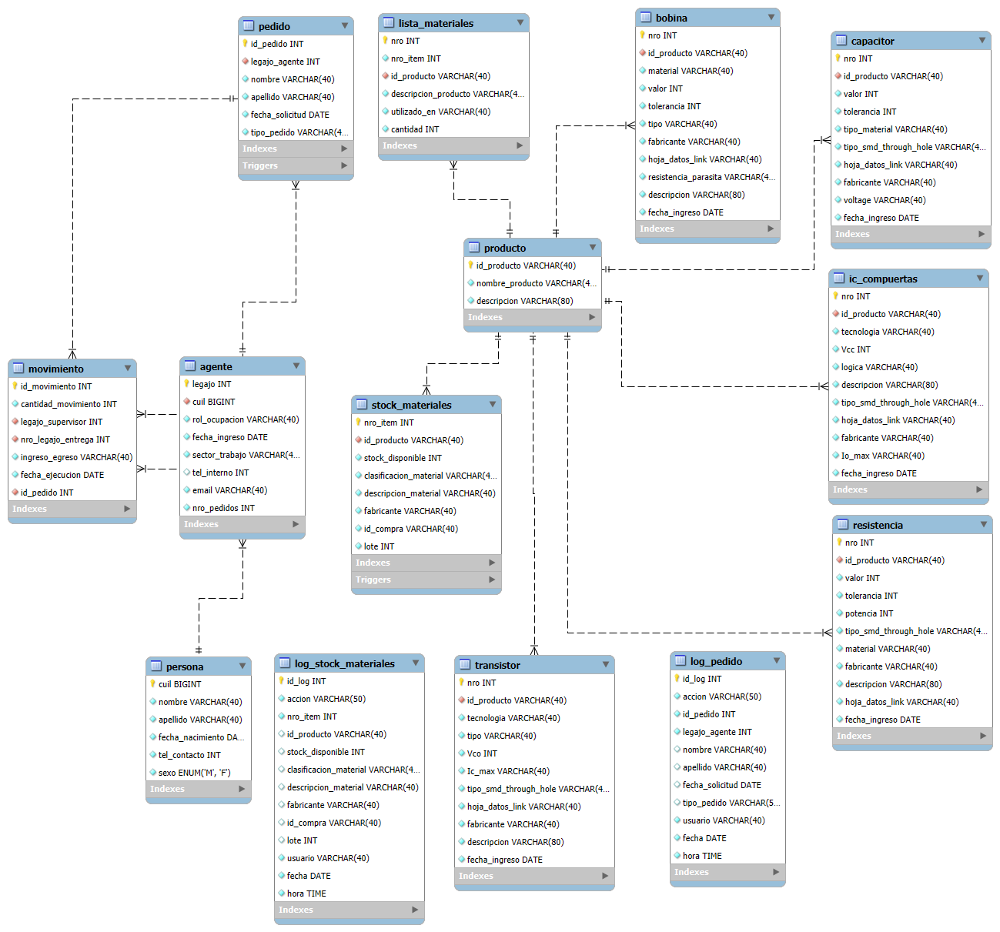 pedido
id_pedido INT
legajo_agente INT
nombre VARCHAR(40)
apellido VARCHAR(40)
fecha_solicitud DATE
tipo_pedido VARCHAR(4...
Indexes
Triggers
lista_materiales
nro INT
nro_item INT
id_producto VARCHAR(40)
descripcion_producto VARCHAR(4...
utilizado_en VARCHAR(40)
cantidad INT
Indexes
bobina
nro INT
id_producto VARCHAR(40)
material VARCHAR(40)
valor INT
tolerancia INT
tipo VARCHAR(40)
fabricante VARCHAR(40)
hoja_datos_link VARCHAR(40)
resistencia_parasita VARCHAR(4...
descripcion VARCHAR(80)
fecha_ingreso DATE
Indexes
capacitor
nro INT
id_producto VARCHAR(40)
valor INT
tolerancia INT
tipo_material VARCHAR(40)
tipo_smd_through_hole VARCHAR(4...
hoja_datos_link VARCHAR(40)
fabricante VARCHAR(40)
voltage VARCHAR(40)
fecha_ingreso DATE
Indexes
producto
id_producto VARCHAR(40)
nombre_producto VARCHAR(4...
descripcion VARCHAR(80)
Indexes
ic_compuertas
nro INT
id_producto VARCHAR(40)
tecnologia VARCHAR(40)
Vcc INT
logica VARCHAR(40)
descripcion VARCHAR(80)
tipo_smd_through_hole VARCHAR(4...
hoja_datos_link VARCHAR(40)
fabricante VARCHAR(40)
Io_max VARCHAR(40)
fecha_ingreso DATE
Indexes
movimiento
id_movimiento INT
cantidad_movimiento INT
legajo_supervisor INT
nro_legajo_entrega INT
ingreso_egreso VARCHAR(40)
fecha_ejecucion DATE
id_pedido INT
Indexes
agente
legajo INT
cuil BIGINT
rol_ocupacion VARCHAR(40)
fecha_ingreso DATE
sector_trabajo VARCHAR(4...
tel_interno INT
email VARCHAR(40)
nro_pedidos INT
Indexes
stock_materiales
nro_item INT
id_producto VARCHAR(40)
stock_disponible INT
clasificacion_material VARCHAR(4...
descripcion_material VARCHAR(40)
fabricante VARCHAR(40)
id_compra VARCHAR(40)
lote INT
Indexes
Triggers
resistencia
nro INT
id_producto VARCHAR(40)
valor INT
tolerancia INT
potencia INT
tipo_smd_through_hole VARCHAR(4...
material VARCHAR(40)
fabricante VARCHAR(40)
descripcion VARCHAR(80)
hoja_datos_link VARCHAR(40)
fecha_ingreso DATE
Indexes
persona
cuil BIGINT
nombre VARCHAR(40)
apellido VARCHAR(40)
fecha_nacimiento DA...
tel_contacto INT
sexo ENUM('M', 'F')
Indexes
log_stock_materiales
id_log INT
accion VARCHAR(50)
nro_item INT
id_producto VARCHAR(40)
stock_disponible INT
clasificacion_material VARCHAR(4...
descripcion_material VARCHAR(40)
fabricante VARCHAR(40)
id_compra VARCHAR(40)
lote INT
usuario VARCHAR(40)
fecha DATE
hora TIME
Indexes
transistor
nro INT
id_producto VARCHAR(40)
tecnologia VARCHAR(40)
tipo VARCHAR(40)
Vco INT
Ic_max VARCHAR(40)
tipo_smd_through_hole VARCHAR(4...
hoja_datos_link VARCHAR(40)
fabricante VARCHAR(40)
descripcion VARCHAR(80)
fecha_ingreso DATE
Indexes
log_pedido
id_log INT
accion VARCHAR(50)
id_pedido INT
legajo_agente INT
nombre VARCHAR(40)
apellido VARCHAR(40)
fecha_solicitud DATE
tipo_pedido VARCHAR(5...
usuario VARCHAR(40)
fecha DATE
hora TIME
Indexes